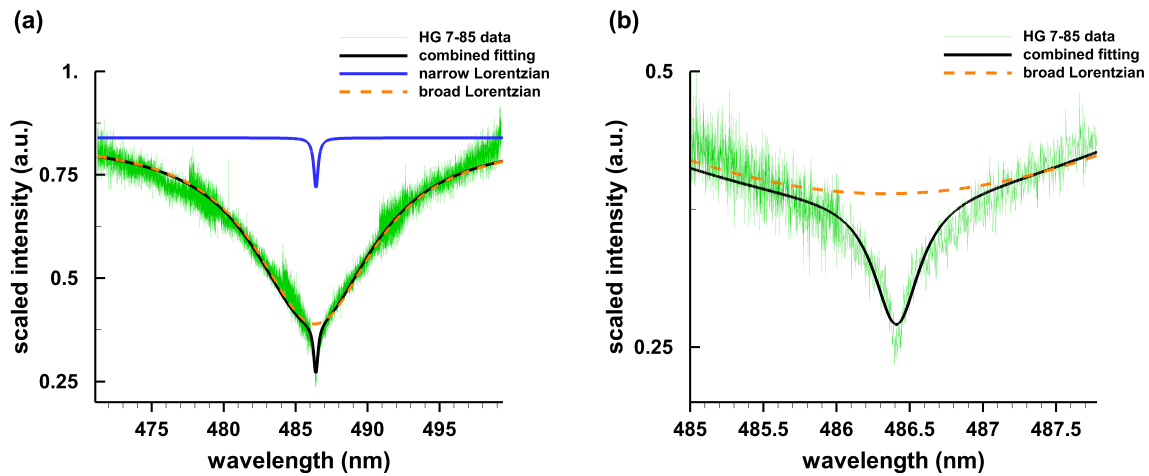 (a)
HG 7-85 data
combined fitting
narrow Lorentzian
broad Lorentzian
1.
0.75
0.5
0.25
scaled intensity (a.u.)
475 480 485 490 495
wavelength (nm)
(b)
HG 7-85 data
combined fitting
broad Lorentzian
0.5
0.25
scaled intensity (a.u.)
485 485.5 486 486.5 487 487.5
wavelength (nm)